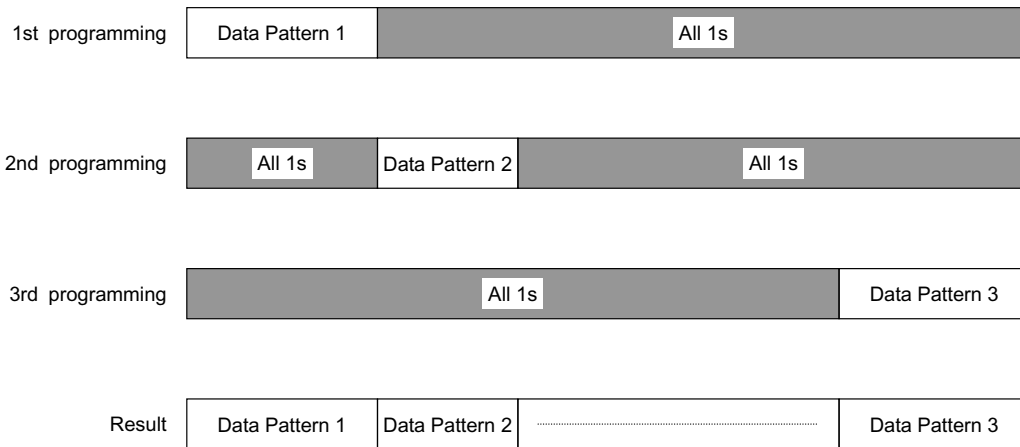 1st programming Data Pattern 1 All 1s
2nd programming All 1s Data Pattern 2 All 1s
3rd programming All 1s Data Pattern 3
Result Data Pattern 1 Data Pattern 2 Data Pattern 3